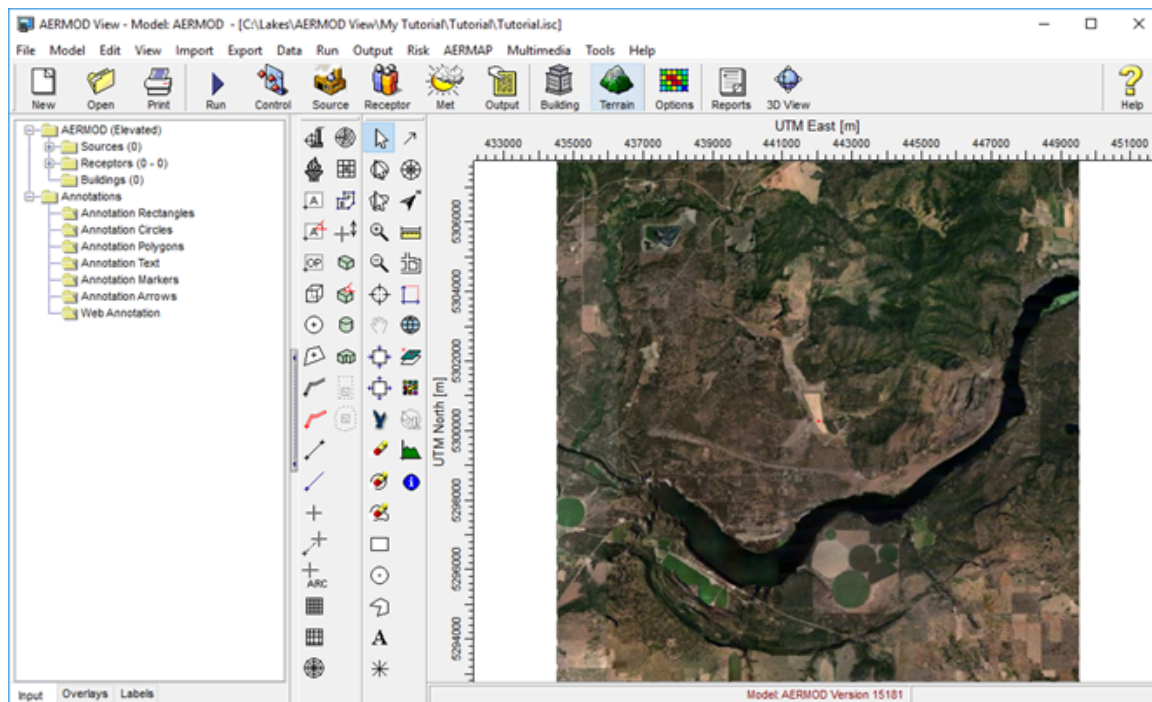 AERMOD View - Model: AERMOD - [C:\Lakes\AERMOD View\My Tutorial\Tutorial\Tutorial.isc]
File Model Edit View Import Export Data Run Output Risk AERMAP Multimedia Tools Help
New Open Print Run Control Source Receptor Met Output Building Terrain Options Reports 3D View Help
AERMOD (Elevated)
Sources (0)
Receptors (0 - 0)
Buildings (0)
Annotations
Annotation Rectangles
Annotation Circles
Annotation Polygons
Annotation Text
Annotation Markers
Annotation Arrows
Web Annotation
A
A
OP
ARC
A
UTM East [m]
433000 435000 437000 439000 441000 443000 445000 447000 449000 451000
UTM North [m]
5306000
5304000
5302000
5300000
5298000
5296000
5294000
Input Overlays Labels
Model: AERMOD Version 15181